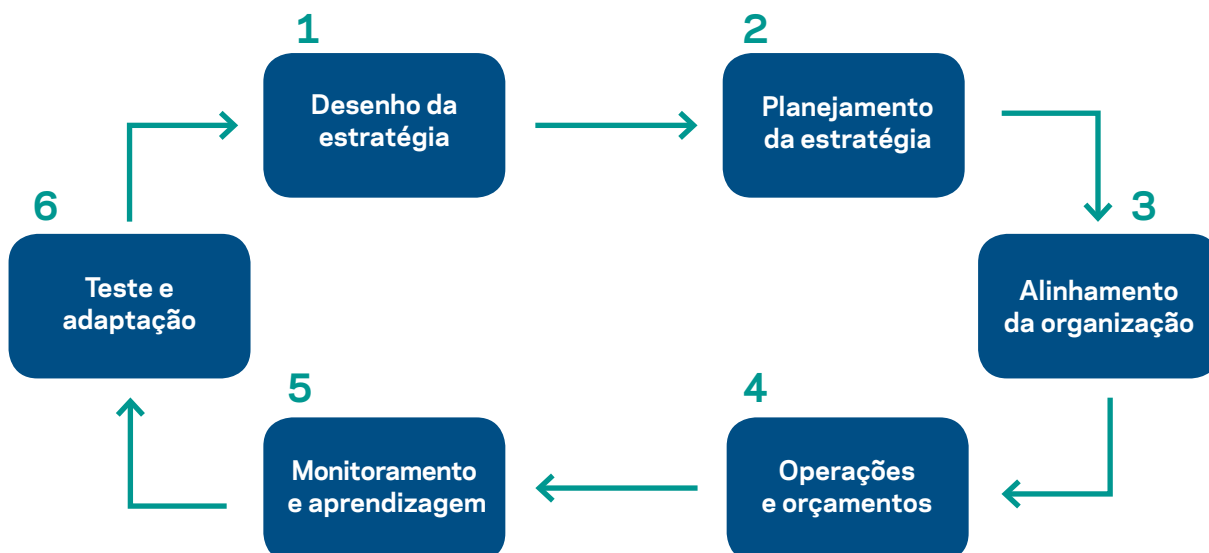 1
Desenho da
estratégia
2
Planejamento
da estratégia
3
Alinhamento
da organização
4
Operações
e orçamentos
5
Monitoramento
e aprendizagem
6
Teste e
adaptação